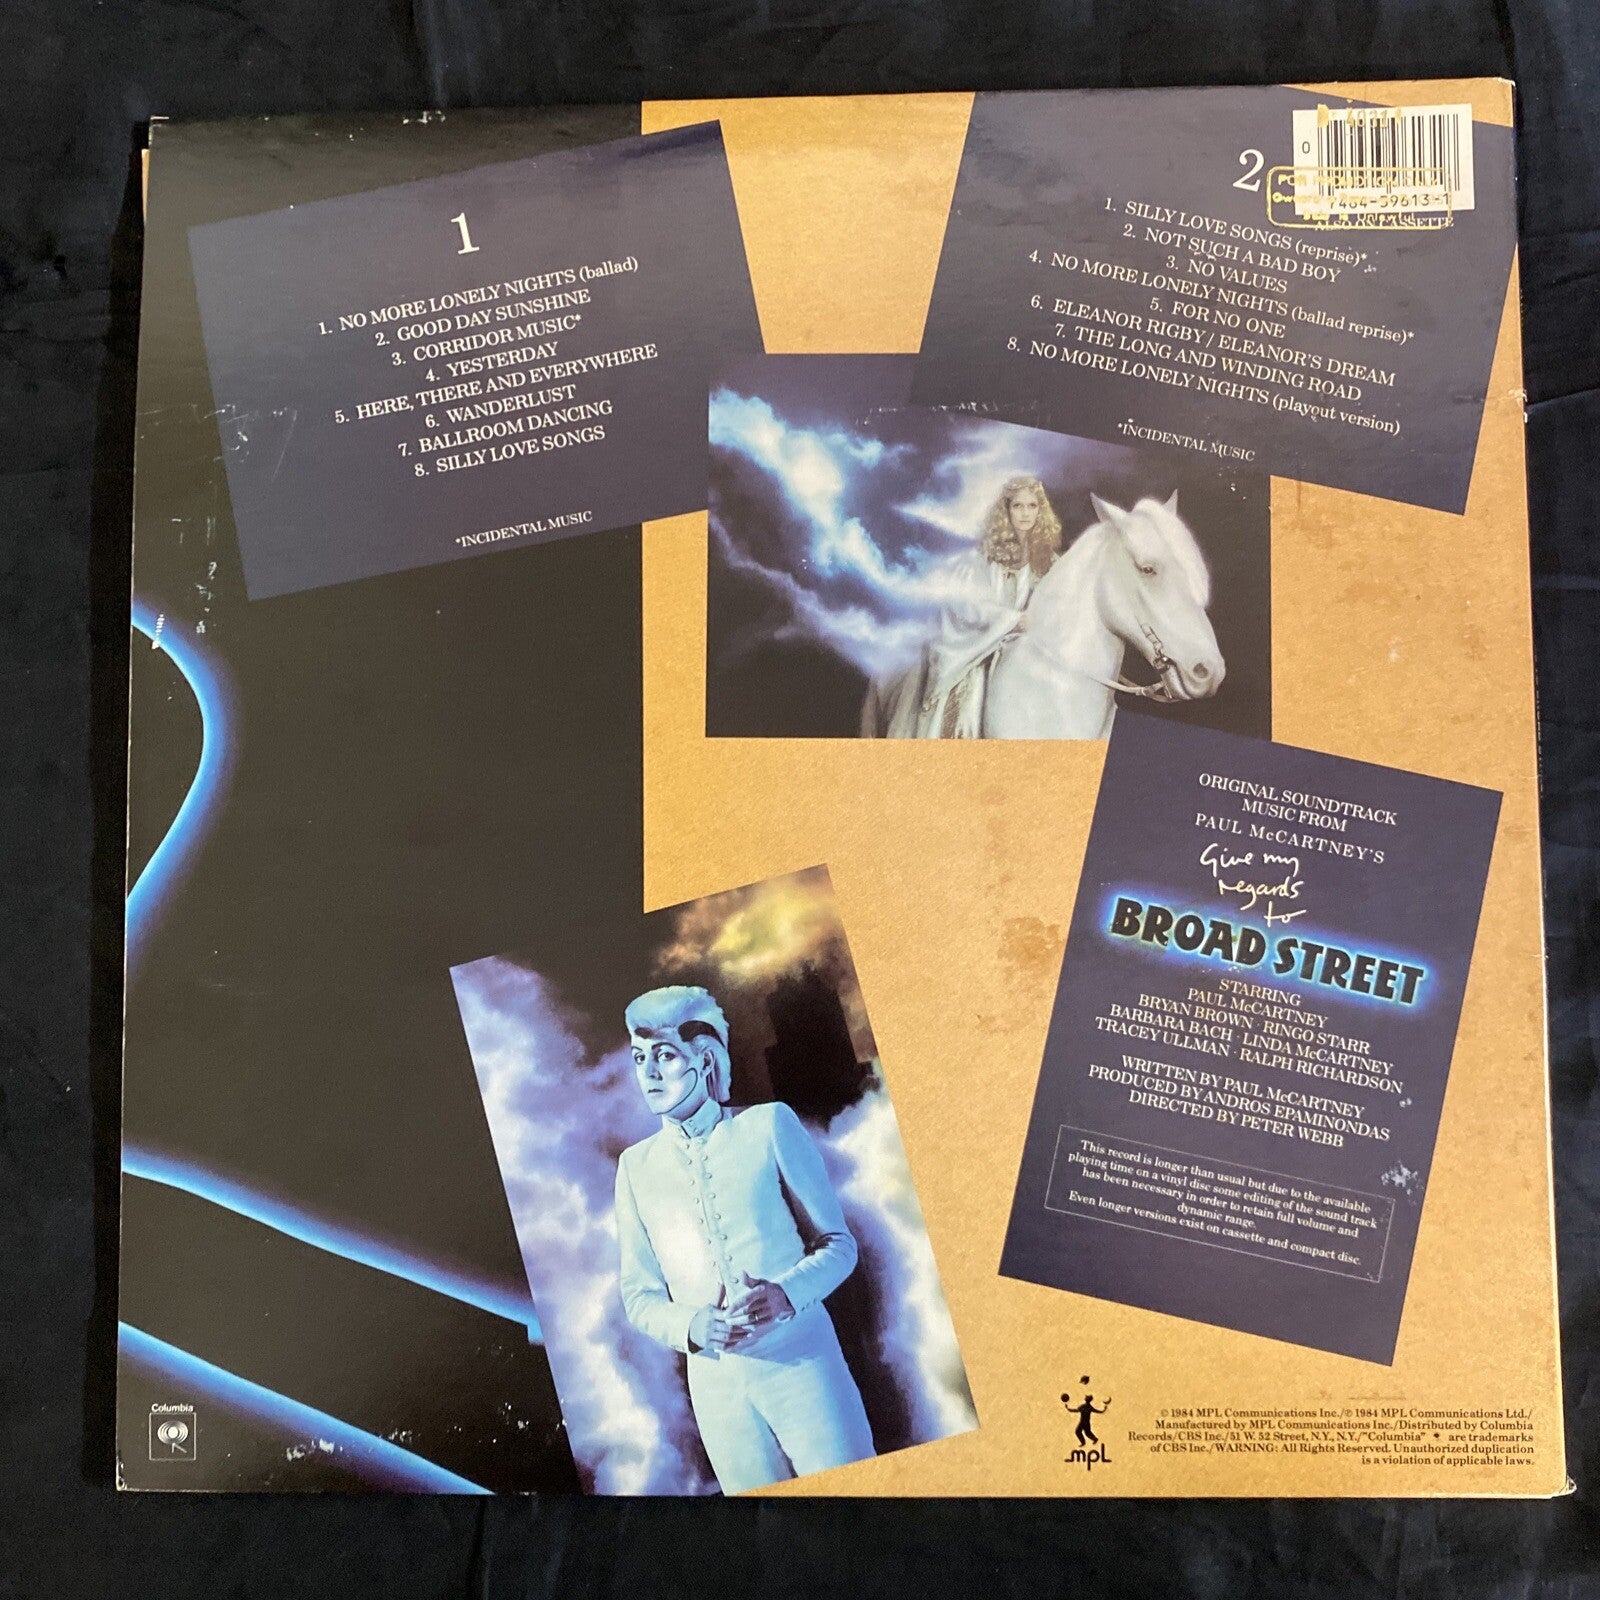 1
1. NO MORE LONELY NIGHTS (ballad)
2. GOOD DAY SUNSHINE
3. CORRIDOR MUSIC*
4. YESTERDAY
5. HERE, THERE AND EVERYWHERE
6. WANDERLUST
7. BALLROOM DANCING
8. SILLY LOVE SONGS
*INCIDENTAL MUSIC
2
1. SILLY LOVE SONGS (reprise)*
2. NOT SUCH A BAD BOY
3. NO VALUES
4. NO MORE LONELY NIGHTS (ballad reprise)*
5. FOR NO ONE
6. ELEANOR RIGBY / ELEANOR'S DREAM
7. THE LONG AND WINDING ROAD
8. NO MORE LONELY NIGHTS (playout version)
*INCIDENTAL MUSIC
0
7464-59613-1
ALSO ON CASSETTE
ORIGINAL SOUNDTRACK
MUSIC FROM
PAUL McCARTNEY'S
Give my
regards
to
BROAD STREET
STARRING
PAUL McCARTNEY
BRYAN BROWN · RINGO STARR
BARBARA BACH · LINDA McCARTNEY
TRACEY ULLMAN · RALPH RICHARDSON
WRITTEN BY PAUL McCARTNEY
PRODUCED BY ANDROS EPAMINONDAS
DIRECTED BY PETER WEBB
This record is longer than usual but due to the available
playing time on a vinyl disc some editing of the sound track
has been necessary in order to retain full volume and
dynamic range.
Even longer versions exist on cassette and compact disc.
Columbia
mpl
© 1984 MPL Communications Inc./℗ 1984 MPL Communications Ltd./
Manufactured by MPL Communications Inc./Distributed by Columbia
Records/CBS Inc./51 W. 52 Street, N.Y., N.Y./"Columbia" are trademarks
of CBS Inc./WARNING: All Rights Reserved. Unauthorized duplication
is a violation of applicable laws.